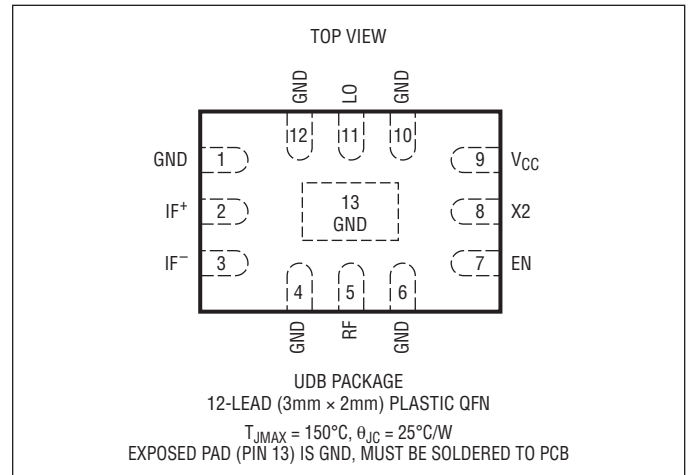 TOP VIEW
GND LO GND
12 11 10
GND 1 9 VCC
13
IF+ 2 8 X2
GND
IF− 3 7 EN
4 5 6
GND RF GND
UDB PACKAGE
12-LEAD (3mm × 2mm) PLASTIC QFN
TJMAX = 150°C, θJC = 25°C/W
EXPOSED PAD (PIN 13) IS GND, MUST BE SOLDERED TO PCB